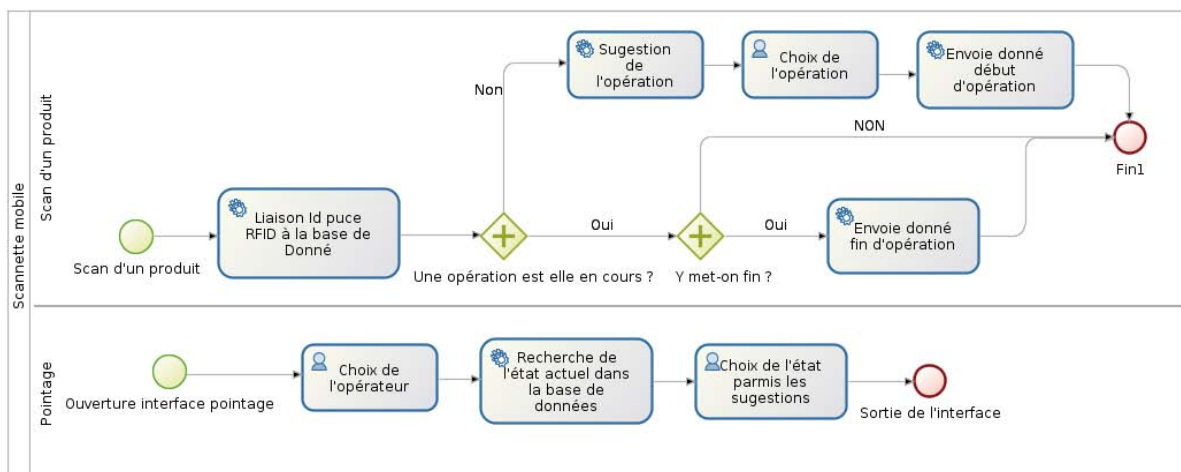 Scannette mobile
Scan d'un produit
Sugestion
de
l'opération
Choix de
l'opération
Envoie donné
début
d'opération
Non
NON
Fin1
Liaison Id puce
RFID à la base de
Donné
Oui
Oui
Envoie donné
fin d'opération
Scan d'un produit
Une opération est elle en cours ?
Y met-on fin ?
Pointage
Choix de
l'opérateur
Recherche de
l'état actuel dans
la base de
données
Choix de l'état
parmis les
sugestions
Ouverture interface pointage
Sortie de l'interface